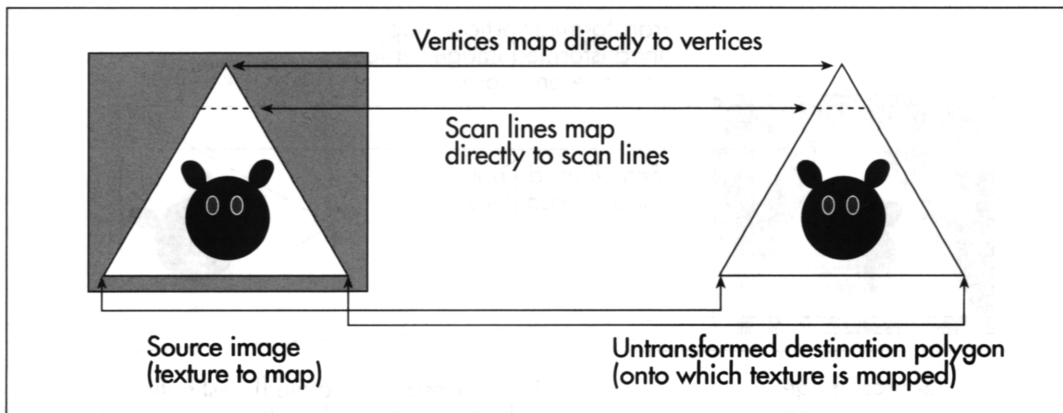 Vertices map directly to vertices
Scan lines map
directly to scan lines
Source image
(texture to map)
Untransformed destination polygon
(onto which texture is mapped)